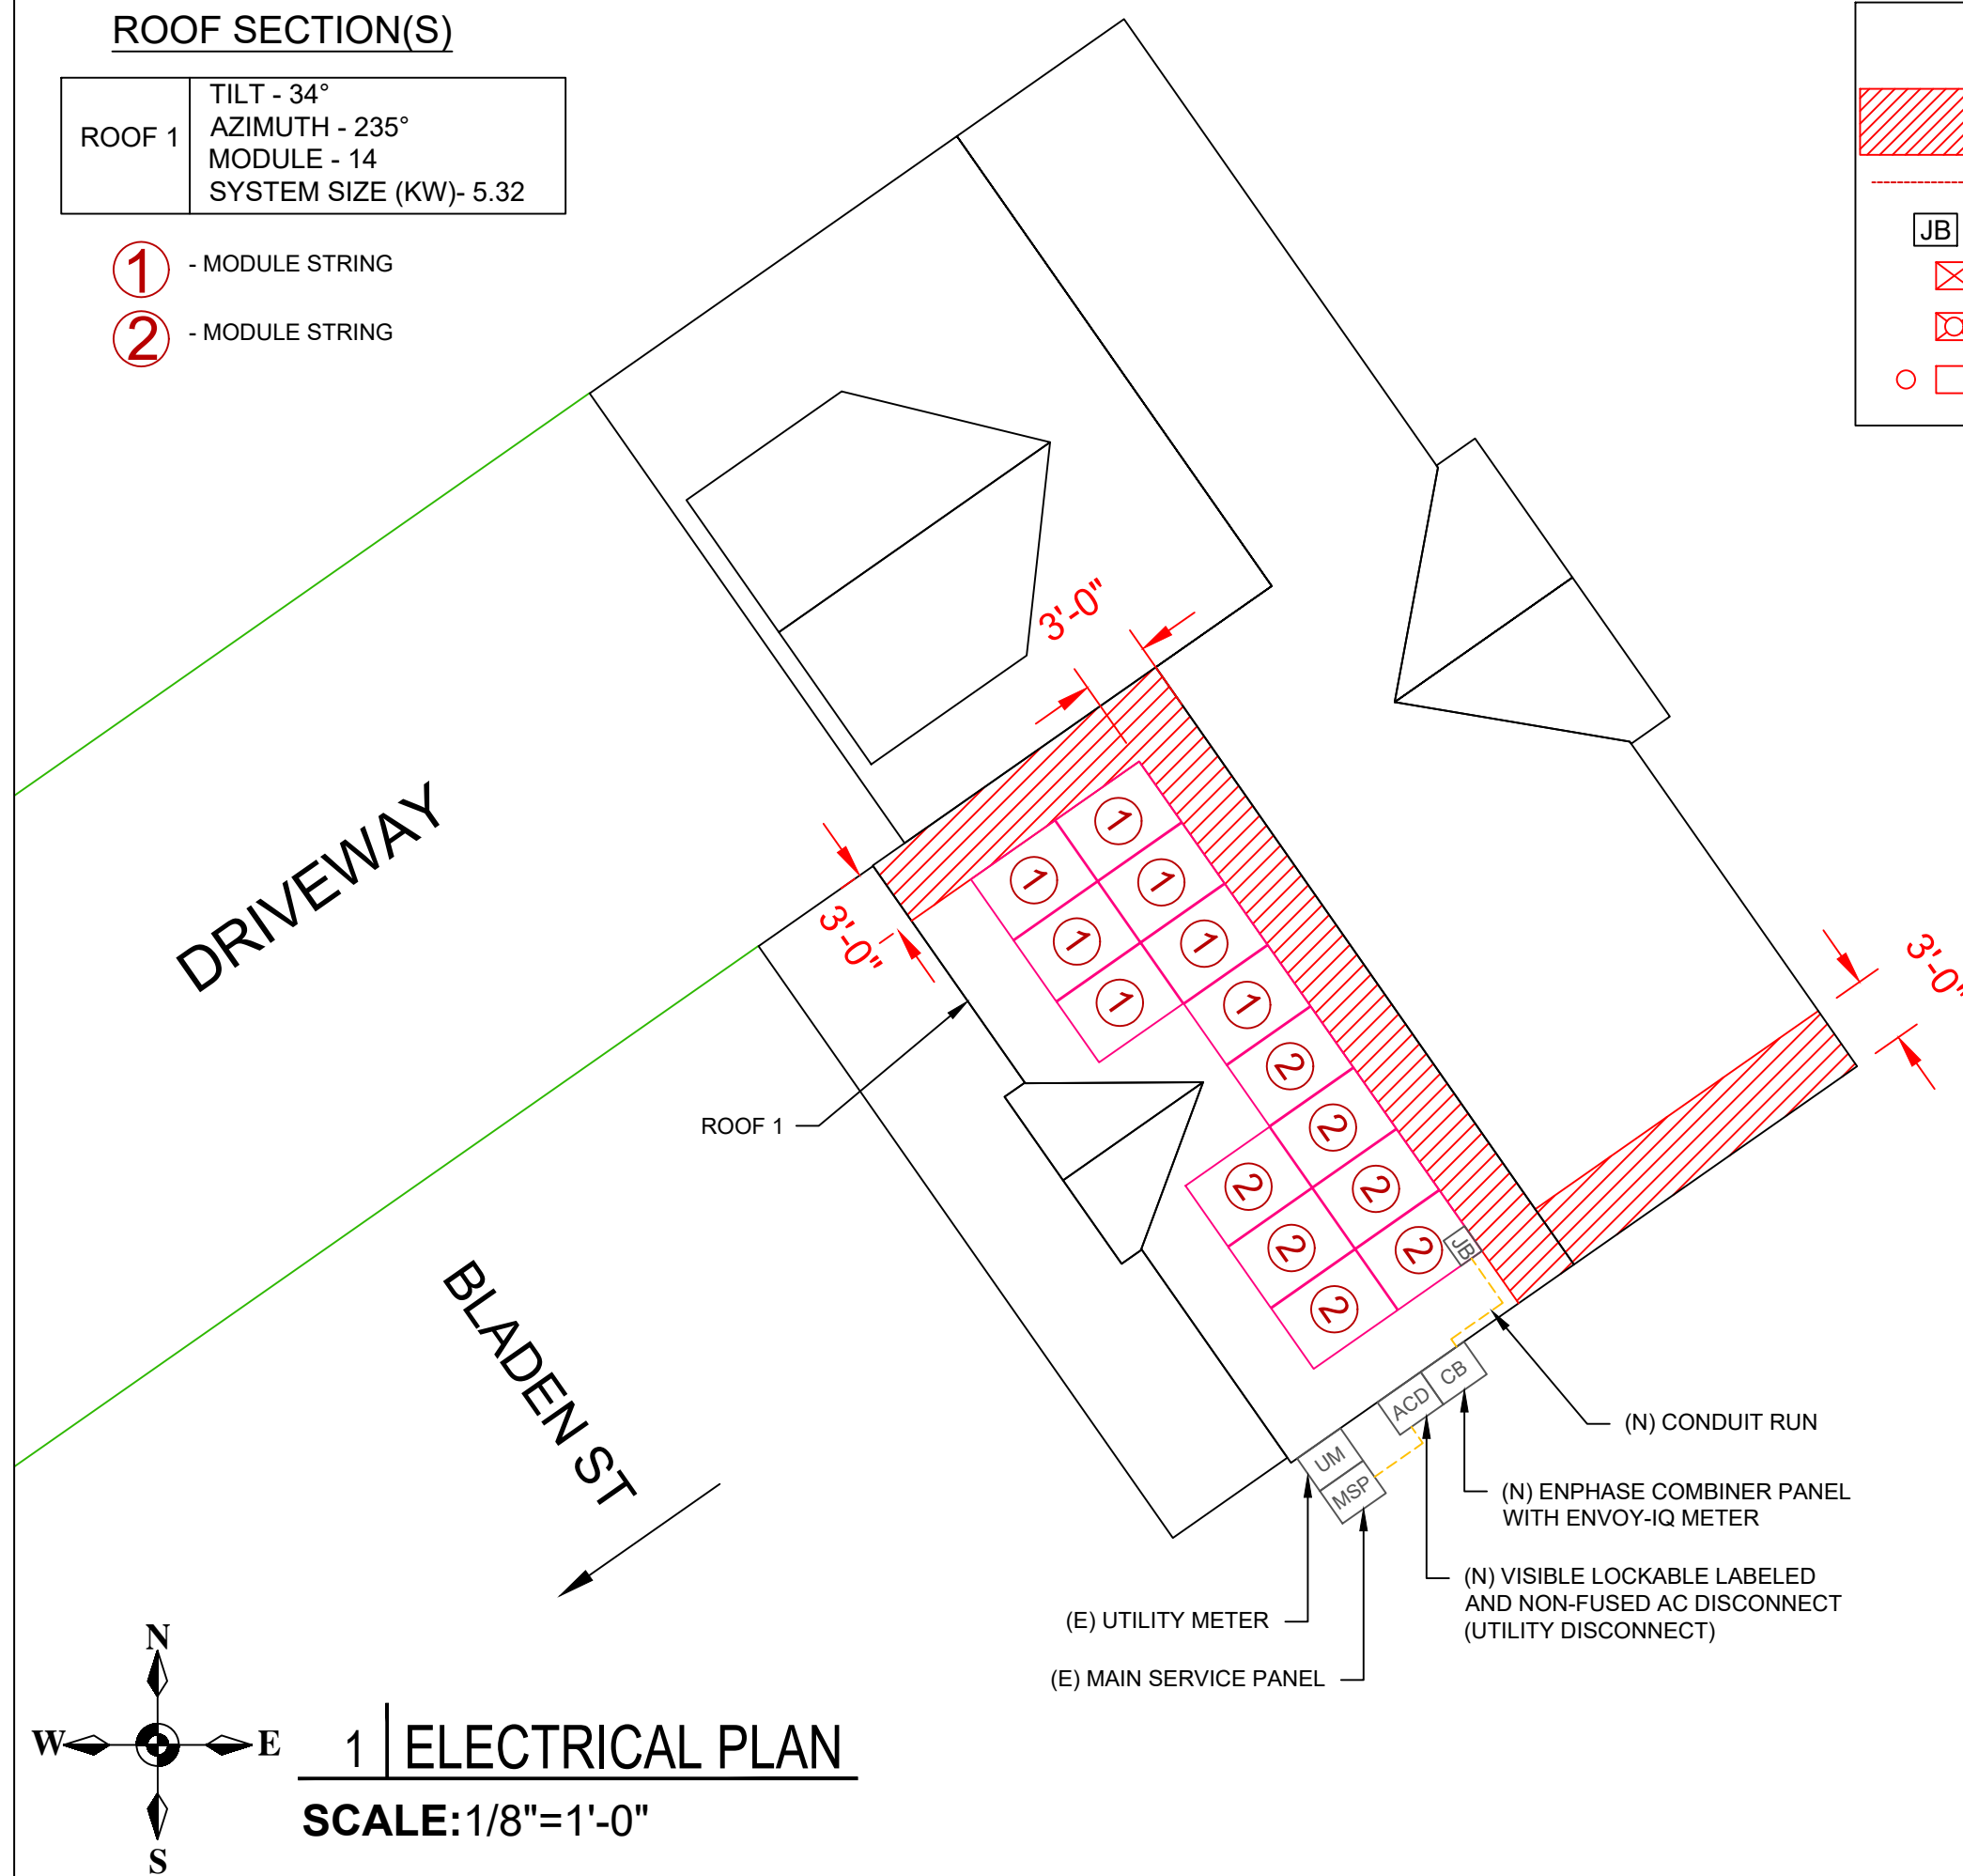 ROOF SECTION(S)
ROOF 1
TILT - 34°
AZIMUTH - 235°
MODULE - 14
SYSTEM SIZE (KW)- 5.32
1 - MODULE STRING
2 - MODULE STRING
JB
3'-0"
3'-0"
3'-0"
DRIVEWAY
1
1
1
1
1
1
1
2
2
2
2
2
2
2
JB
ROOF 1
BLADEN ST
CB
ACD
UM
MSP
(N) CONDUIT RUN
(N) ENPHASE COMBINER PANEL
WITH ENVOY-IQ METER
(N) VISIBLE LOCKABLE LABELED
AND NON-FUSED AC DISCONNECT
(UTILITY DISCONNECT)
(E) UTILITY METER
(E) MAIN SERVICE PANEL
N
W
E
S
1 ELECTRICAL PLAN
SCALE:1/8"=1'-0"